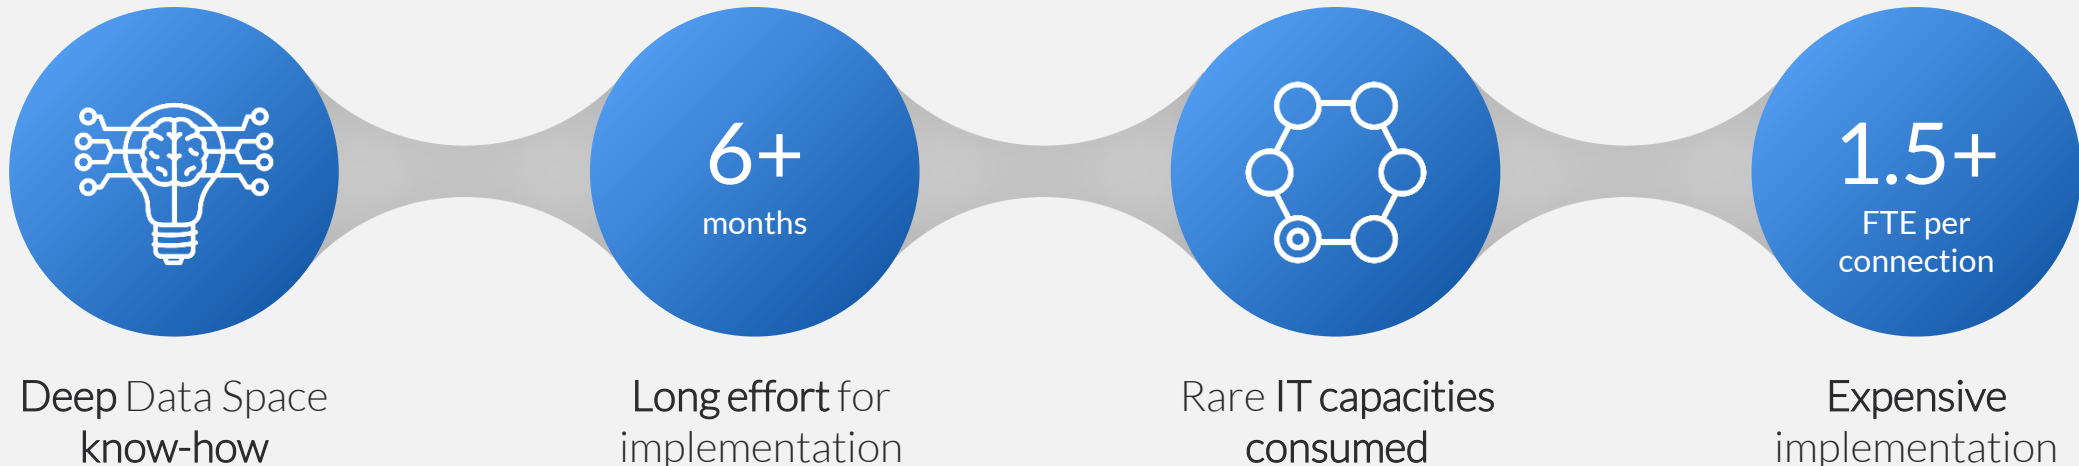 6+
months
1.5+
FTE per
connection
Deep Data Space
know-how
Long effort for
implementation
Rare IT capacities
consumed
Expensive
implementation